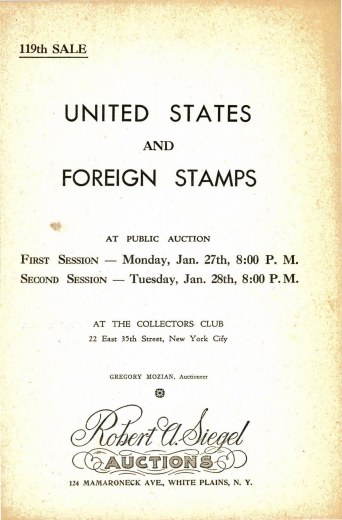 119th SALE
UNITED STATES
AND
FOREIGN STAMPS
AT PUBLIC AUCTION
FIRST SESSION — Monday, Jan. 27th, 8:00 P. M.
SECOND SESSION — Tuesday, Jan. 28th, 8:00 P. M.
AT THE COLLECTORS CLUB
22 East 35th Street, New York City
GREGORY MOZIAN, Auctioneer
Robert A. Siegel
AUCTIONS
124 MAMARONECK AVE., WHITE PLAINS, N. Y.